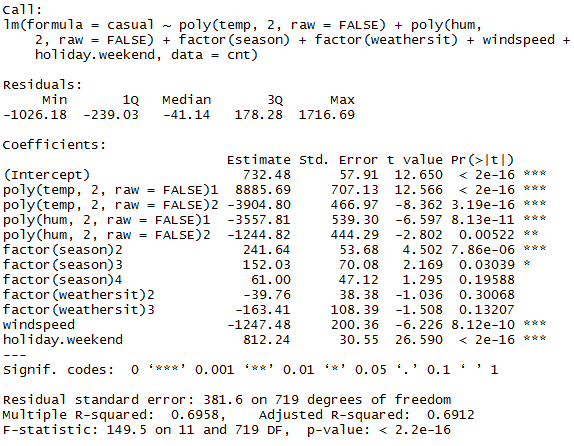 Call:
lm(formula = casual ~ poly(temp, 2, raw = FALSE) + poly(hum,
    2, raw = FALSE) + factor(season) + factor(weathersit) + windspeed +
    holiday.weekend, data = cnt)

Residuals:
     Min       1Q   Median       3Q      Max
-1026.18  -239.03   -41.14   178.28  1716.69

Coefficients:
                            Estimate Std. Error t value Pr(>|t|)
(Intercept)                   732.48      57.91  12.650  < 2e-16 ***
poly(temp, 2, raw = FALSE)1  8885.69     707.13  12.566  < 2e-16 ***
poly(temp, 2, raw = FALSE)2 -3904.80     466.97  -8.362 3.19e-16 ***
poly(hum, 2, raw = FALSE)1  -3557.81     539.30  -6.597 8.13e-11 ***
poly(hum, 2, raw = FALSE)2  -1244.82     444.29  -2.802  0.00522 **
factor(season)2               241.64      53.68   4.502 7.86e-06 ***
factor(season)3               152.03      70.08   2.169  0.03039 *
factor(season)4                61.00      47.12   1.295  0.19588
factor(weathersit)2           -39.76      38.38  -1.036  0.30068
factor(weathersit)3          -163.41     108.39  -1.508  0.13207
windspeed                   -1247.48     200.36  -6.226 8.12e-10 ***
holiday.weekend               812.24      30.55  26.590  < 2e-16 ***
---
Signif. codes:  0 ‘***’ 0.001 ‘**’ 0.01 ‘*’ 0.05 ‘.’ 0.1 ‘ ’ 1

Residual standard error: 381.6 on 719 degrees of freedom
Multiple R-squared:  0.6958,	Adjusted R-squared:  0.6912
F-statistic: 149.5 on 11 and 719 DF,  p-value: < 2.2e-16